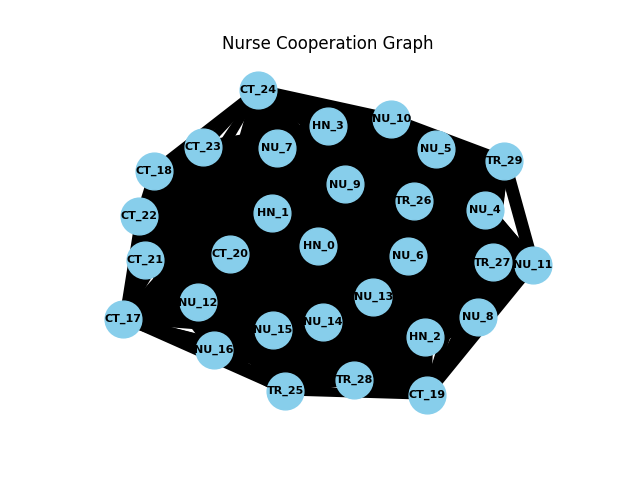 Nurse Cooperation Graph
CT_24
NU_10
HN_3
CT_23
NU_7
NU_5
TR_29
CT_18
NU_9
TR_26
NU_4
CT_22
HN_1
HN_0
CT_20
NU_6
CT_21
TR_27
NU_11
NU_12
NU_13
CT_17
NU_15
NU_14
NU_8
HN_2
NU_16
TR_28
TR_25
CT_19